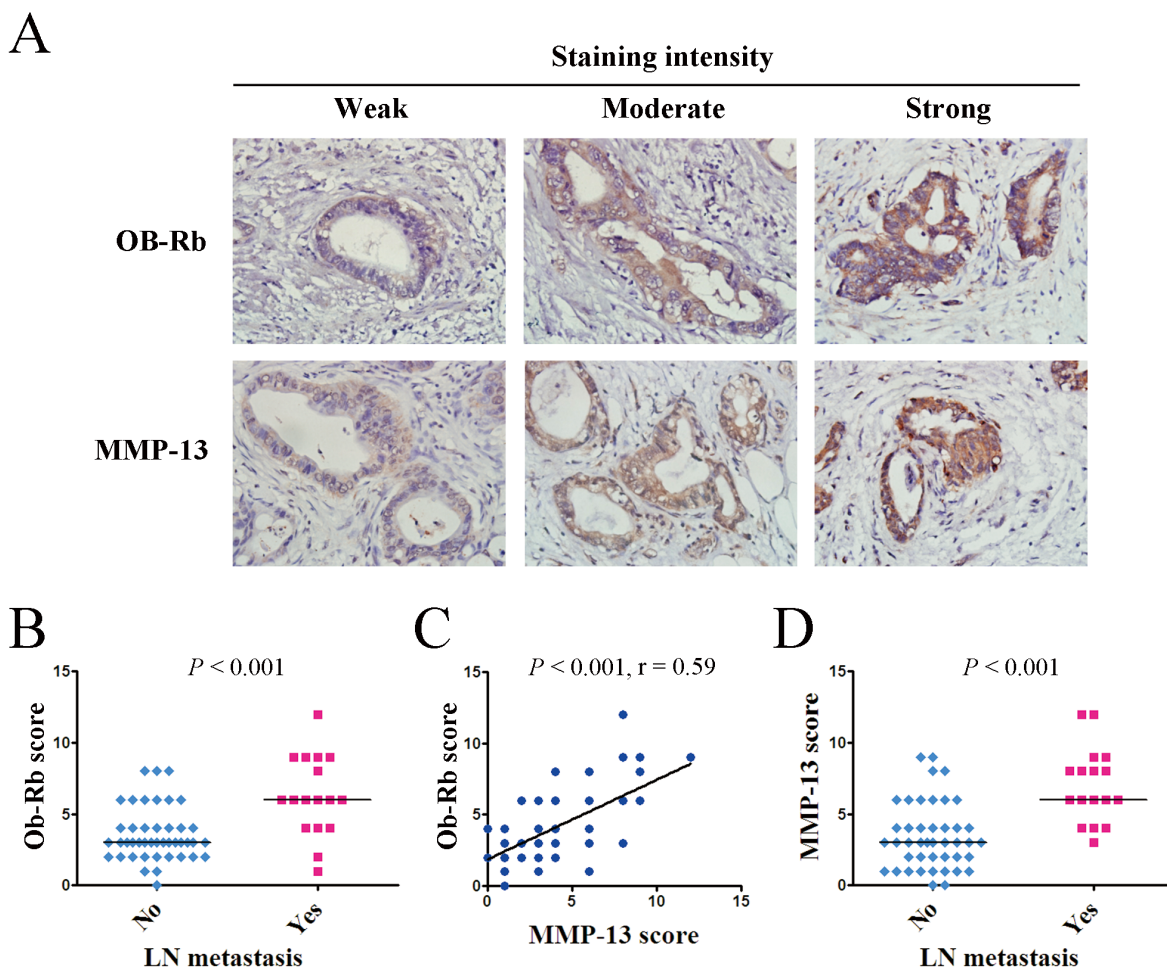 A
Staining intensity
Weak Moderate Strong
OB-Rb
MMP-13
B
P < 0.001
Ob-Rb score
15
10
5
0
No Yes
LN metastasis
C
P < 0.001, r = 0.59
Ob-Rb score
15
10
5
0
0 5 10 15
MMP-13 score
D
P < 0.001
MMP-13 score
15
10
5
0
No Yes
LN metastasis